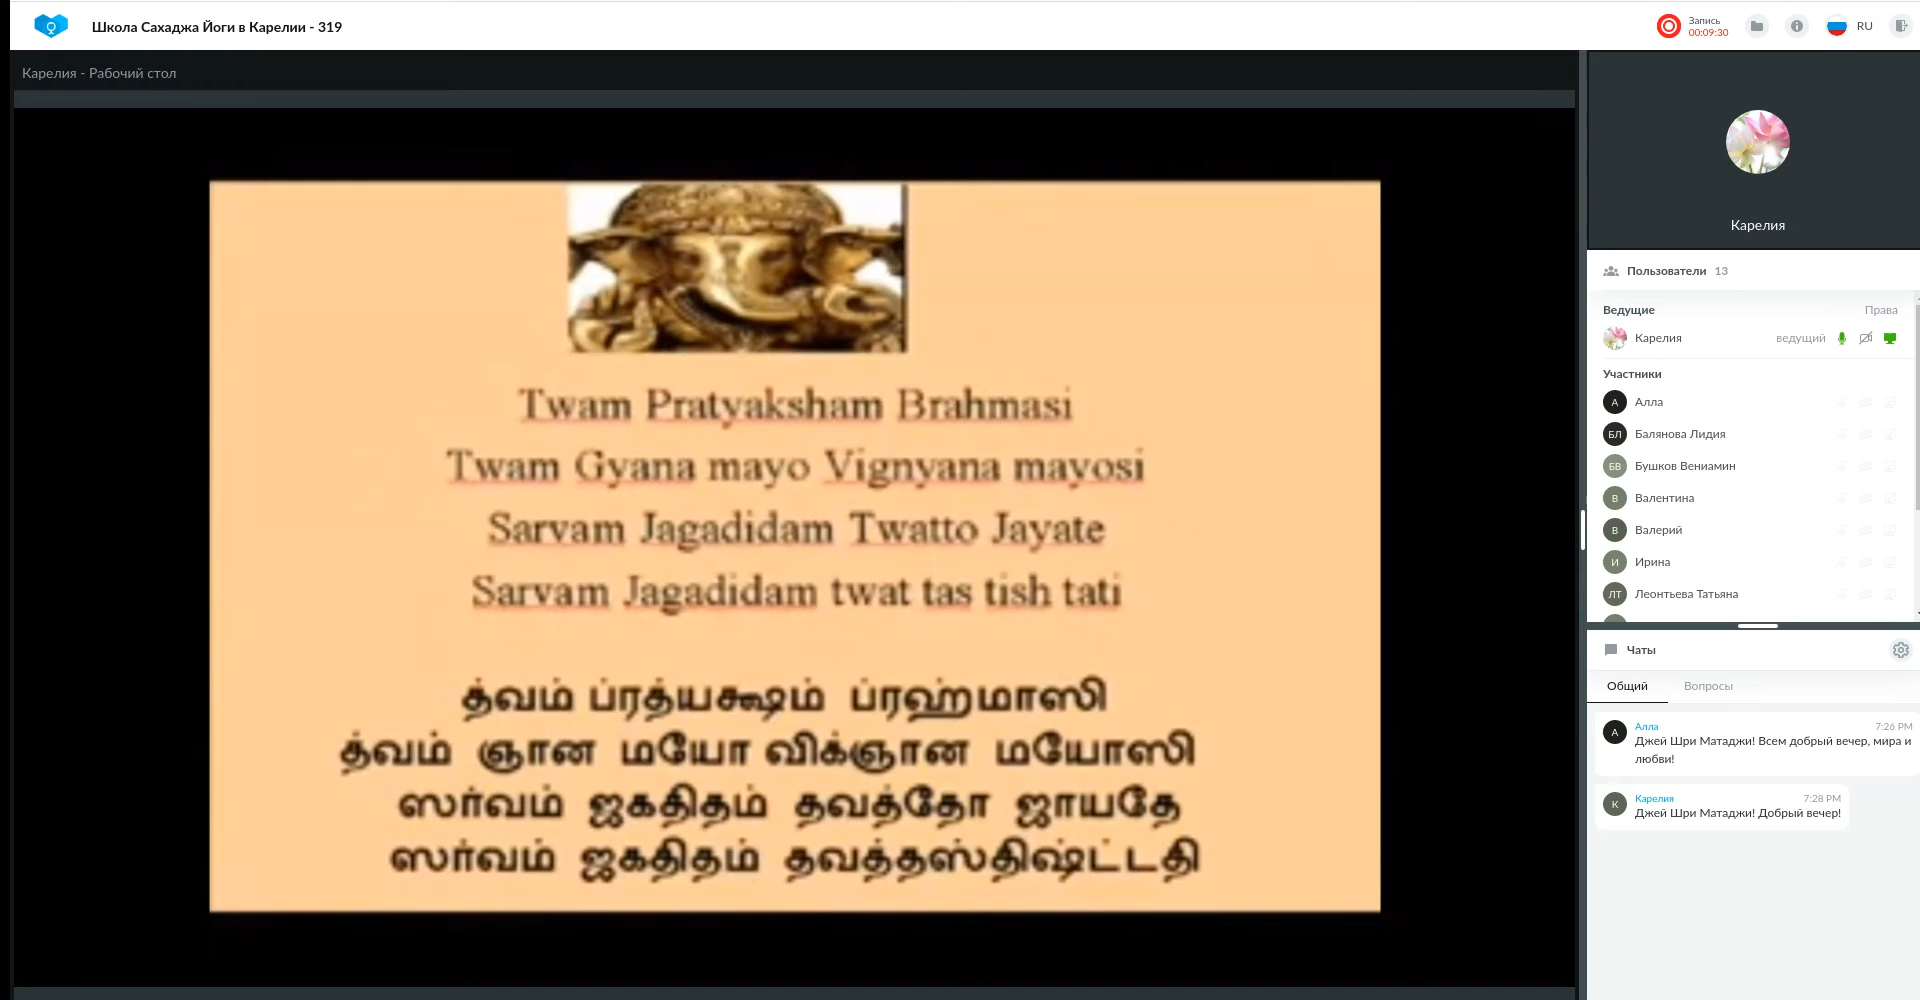 Школа Сахаджа Йоги в Карелии - 319
Запись
00:09:30
RU
Карелия - Рабочий стол
Twam Pratyaksham Brahmasi
Twam Gyana mayo Vignyana mayosi
Sarvam Jagadidam Twatto Jayate
Sarvam Jagadidam twat tas tish tati
த்வம் ப்ரத்யக்ஷம் ப்ரஹ்மாஸி
த்வம் ஞான மயோ விக்ஞான மயோஸி
ஸர்வம் ஜகதிதம் தவத்தோ ஜாயதே
ஸர்வம் ஜகதிதம் தவத்தஸ்திஷ்ட்டதி
Карелия
Пользователи 13
Ведущие Права
Карелия ведущий
Участники
А Алла
БЛ Балянова Лидия
БВ Бушков Вениамин
В Валентина
В Валерий
И Ирина
ЛТ Леонтьева Татьяна
Чаты
Общий Вопросы
А Алла 7:26 PM
Джей Шри Матаджи! Всем добрый вечер, мира и
любви!
К Карелия 7:28 PM
Джей Шри Матаджи! Добрый вечер!